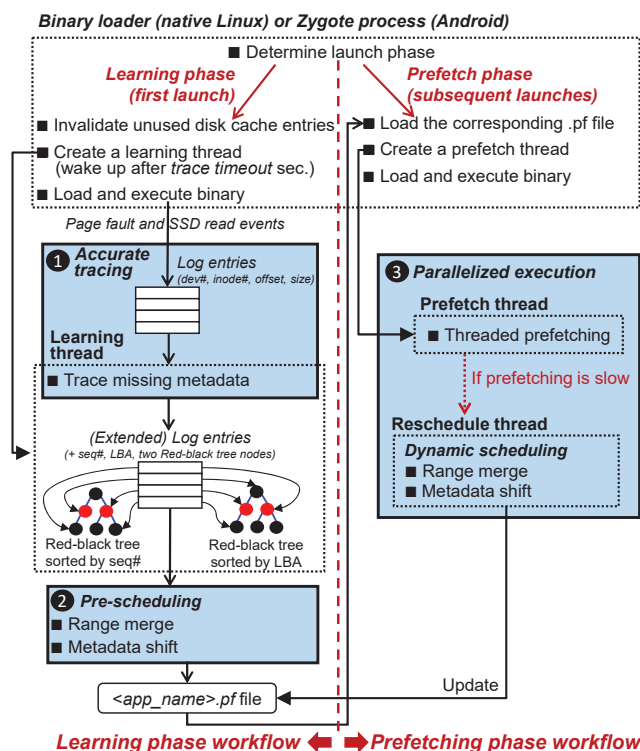 Binary loader (native Linux) or Zygote process (Android)
■ Determine launch phase
Learning phase
(first launch)
Prefetch phase
(subsequent launches)
■ Invalidate unused disk cache entries
■ Create a learning thread
(wake up after trace timeout sec.)
■ Load and execute binary
■ Load the corresponding .pf file
■ Create a prefetch thread
■ Load and execute binary
Page fault and SSD read events
1 Accurate
tracing
Log entries
(dev#, inode#, offset, size)
Learning
thread
■ Trace missing metadata
(Extended) Log entries
(+ seq#, LBA, two Red-black tree nodes)
Red-black tree
sorted by seq#
Red-black tree
sorted by LBA
2 Pre-scheduling
■ Range merge
■ Metadata shift
<app_name>.pf file
3 Parallelized execution
Prefetch thread
■ Threaded prefetching
If prefetching is slow
Reschedule thread
Dynamic scheduling
■ Range merge
■ Metadata shift
Update
Learning phase workflow
Prefetching phase workflow